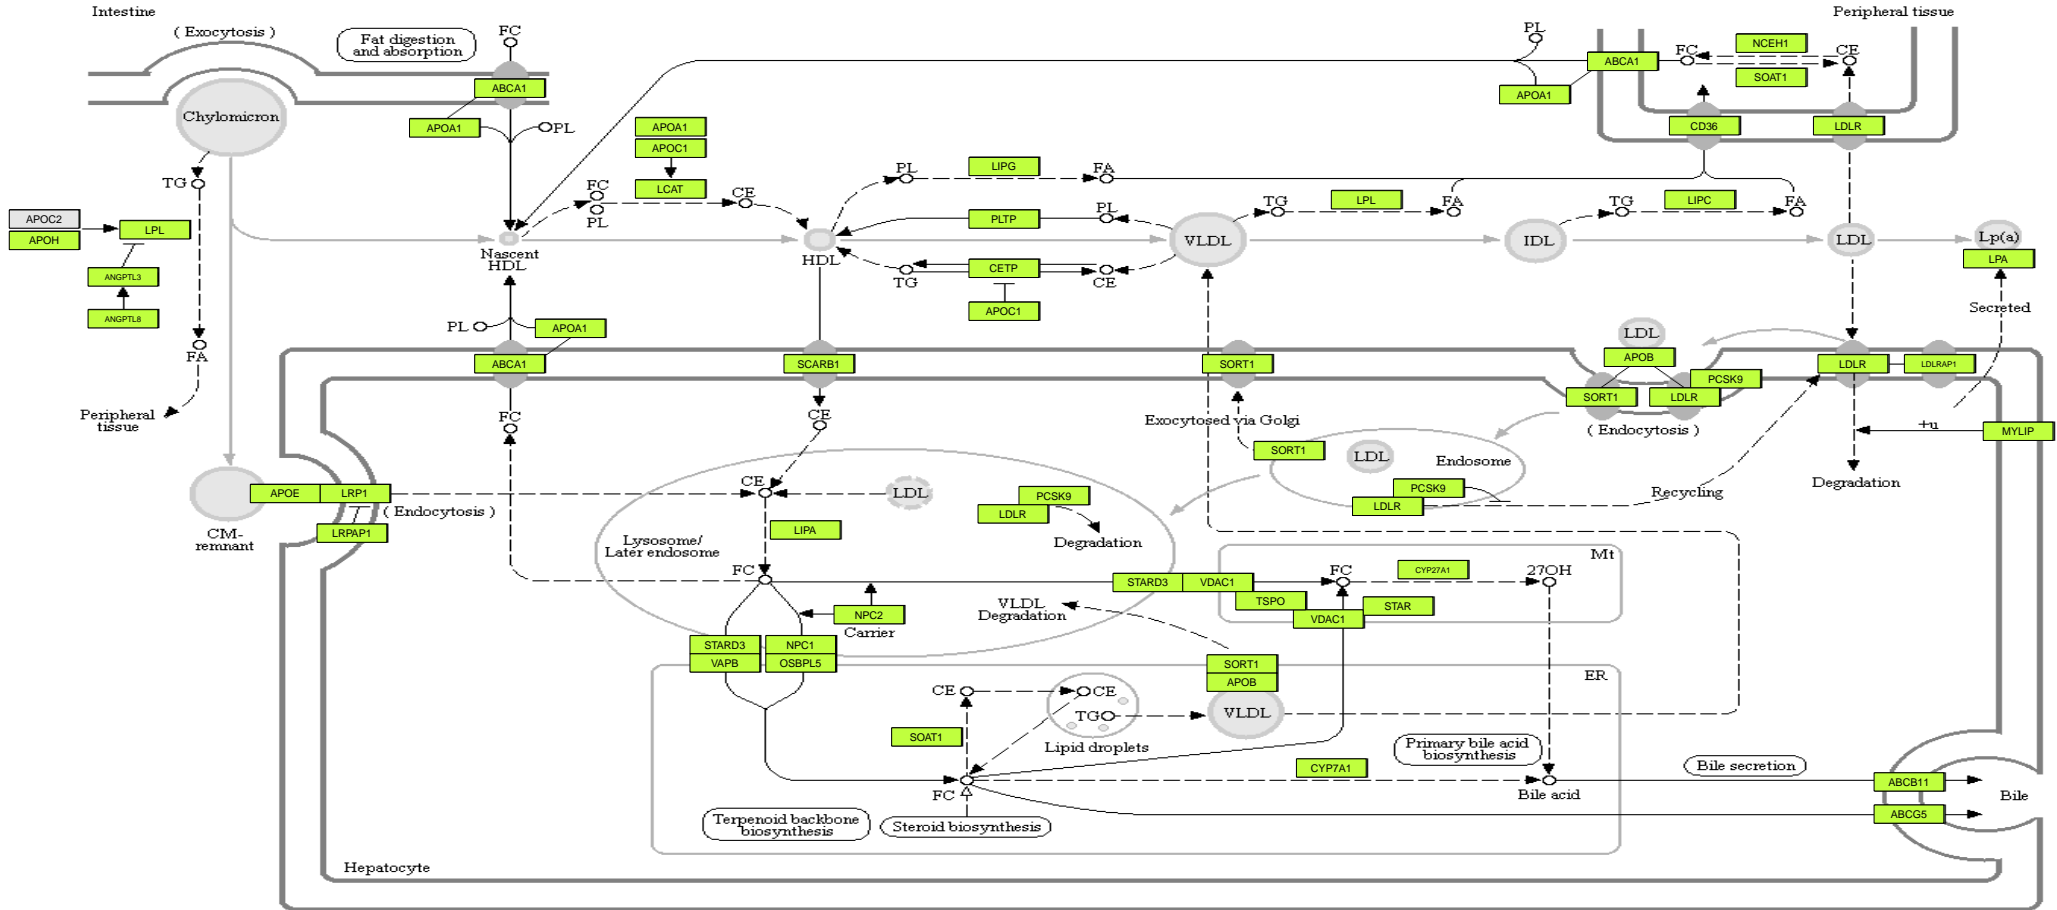 Intestine
Peripheral tissue
( Exocytosis )
Fat digestion
and absorption
FC
PL
ABCA1
FC
NCEH1
CE
SOAT1
ABCA1
APOA1
Chylomicron
APOA1
PL
APOA1
APOC1
LCAT
CD36
LDLR
TG
FC
PL
CE
PL
LIPG
FA
PLTP
PL
TG
LPL
FA
TG
LIPC
FA
APOC2
APOH
LPL
ANGPTL3
ANGPTL8
Nascent
HDL
HDL
VLDL
IDL
LDL
Lp(a)
LPA
TG
CETP
CE
APOC1
Secreted
FA
Peripheral
tissue
PL
APOA1
ABCA1
SCARB1
SORT1
LDL
APOB
SORT1
LDLR
PCSK9
LDLR
LDLRAP1
FC
CE
Exocytosed via Golgi
( Endocytosis )
+u
MYLIP
SORT1
LDL
Endosome
PCSK9
LDLR
Recycling
Degradation
APOE
LRP1
LRPAP1
( Endocytosis )
CM-
remnant
CE
LDL
PCSK9
LDLR
Degradation
LIPA
Lysosome/
Later endosome
FC
STARD3
VDAC1
FC
CYP27A1
27OH
Mt
TSPO
STAR
VDAC1
NPC2
Carrier
VLDL
Degradation
STARD3
NPC1
VAPB
OSBPL5
SORT1
APOB
VLDL
ER
CE
CE
TG
Lipid droplets
SOAT1
FC
CYP7A1
Primary bile acid
biosynthesis
Bile acid
Bile secretion
ABCB11
ABCG5
Bile
Terpenoid backbone
biosynthesis
Steroid biosynthesis
Hepatocyte